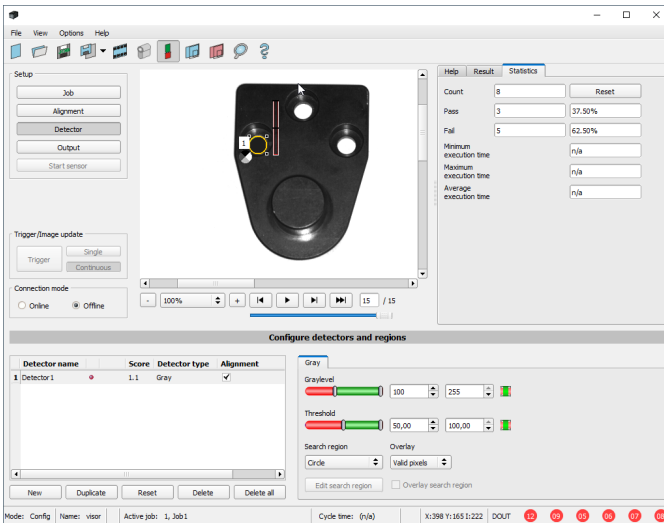 File View Options Help
Setup
Job
Alignment
Detector
Output
Start sensor
Trigger/Image update
Trigger
Single
Continuous
Connection mode
Online
Offline
1
- 100% + 15 / 15
Help Result Statistics
Count 8 Reset
Pass 3 37.50%
Fail 5 62.50%
Minimum
execution time n/a
Maximum
execution time n/a
Average
execution time n/a
Configure detectors and regions
Detector name Score Detector type Alignment
1 Detector1 1.1 Gray
New Duplicate Reset Delete Delete all
Gray
Graylevel
100 255
Threshold
50,00 100,00
Search region Overlay
Circle Valid pixels
Edit search region Overlay search region
Mode: Config Name: visor Active job: 1, Job1 Cycle time: (n/a) X:398 Y:165 I:222 DOUT 12 09 05 06 07 08